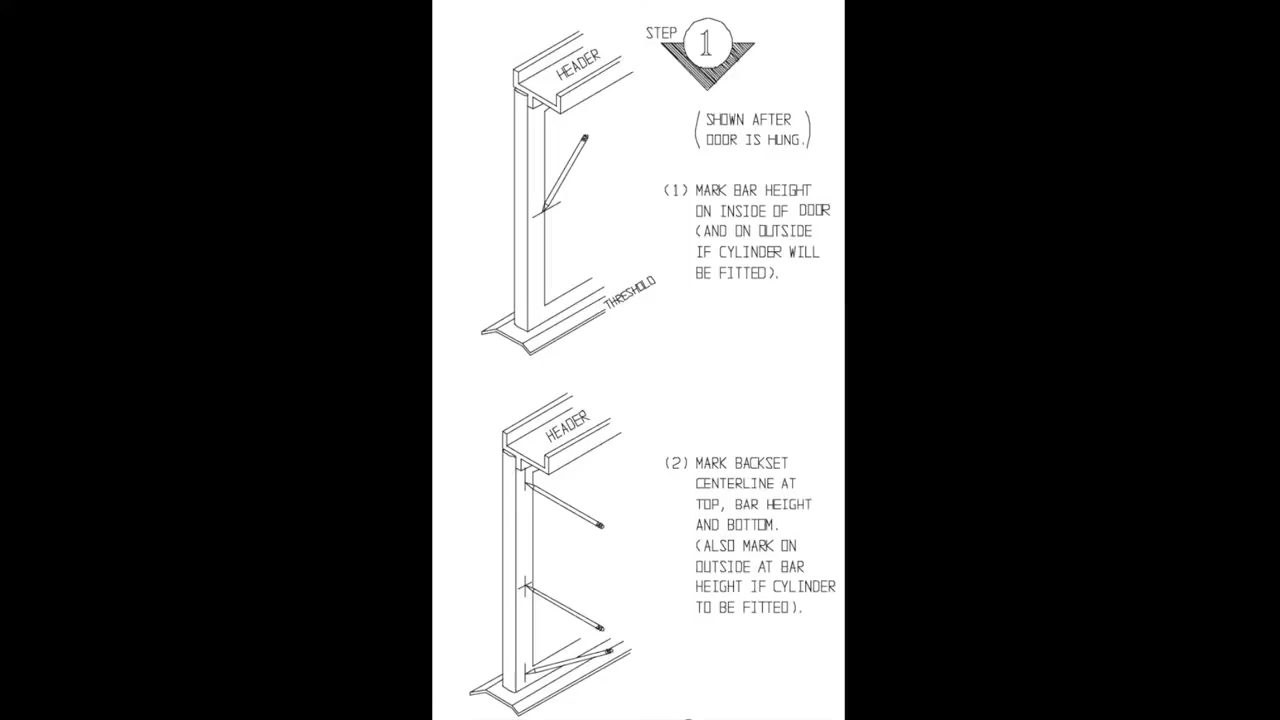 STEP 1
HEADER
(SHOWN AFTER
DOOR IS HUNG.)
(1) MARK BAR HEIGHT
ON INSIDE OF DOOR
(AND ON OUTSIDE
IF CYLINDER WILL
BE FITTED).
THRESHOLD
HEADER
(2) MARK BACKSET
CENTERLINE AT
TOP, BAR HEIGHT
AND BOTTOM.
(ALSO MARK ON
OUTSIDE AT BAR
HEIGHT IF CYLINDER
TO BE FITTED).